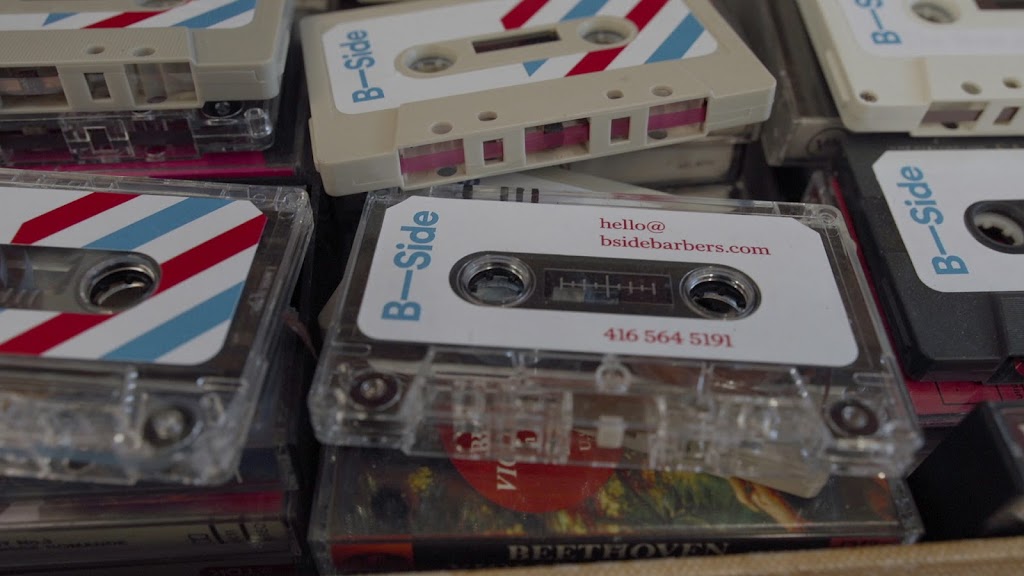 B—Side
B—Side
B—Side
hello@
bsidebarbers.com
416 564 5191
B—Side
BEETHOVEN